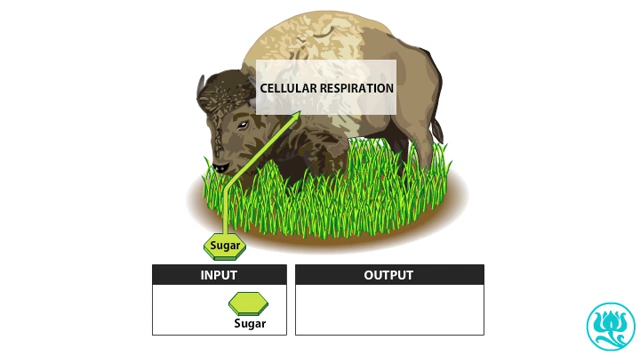 CELLULAR RESPIRATION
Sugar
INPUT
OUTPUT
Sugar